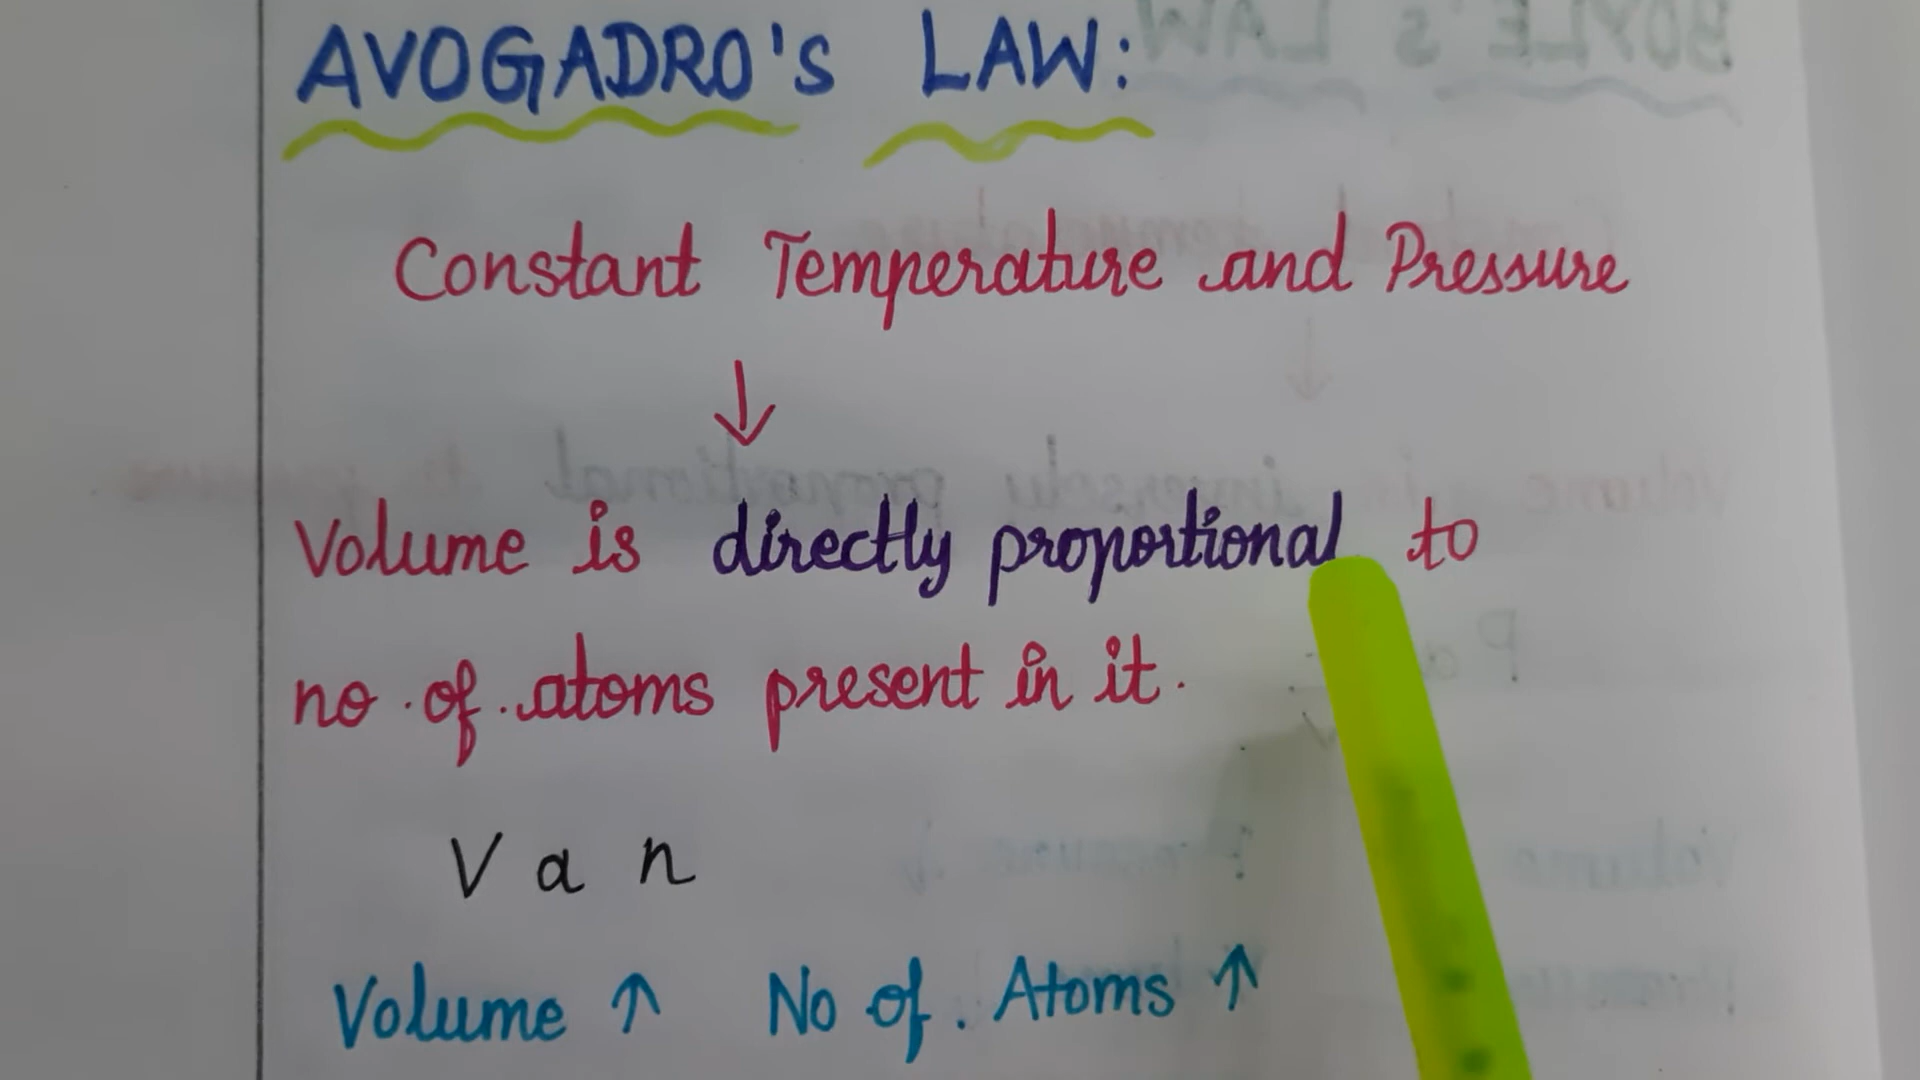 AVOGADRO's LAW:
Constant Temperature and Pressure
↓
Volume is directly proportional to
no. of. atoms present in it.
V α n
Volume ↑ No of. Atoms ↑